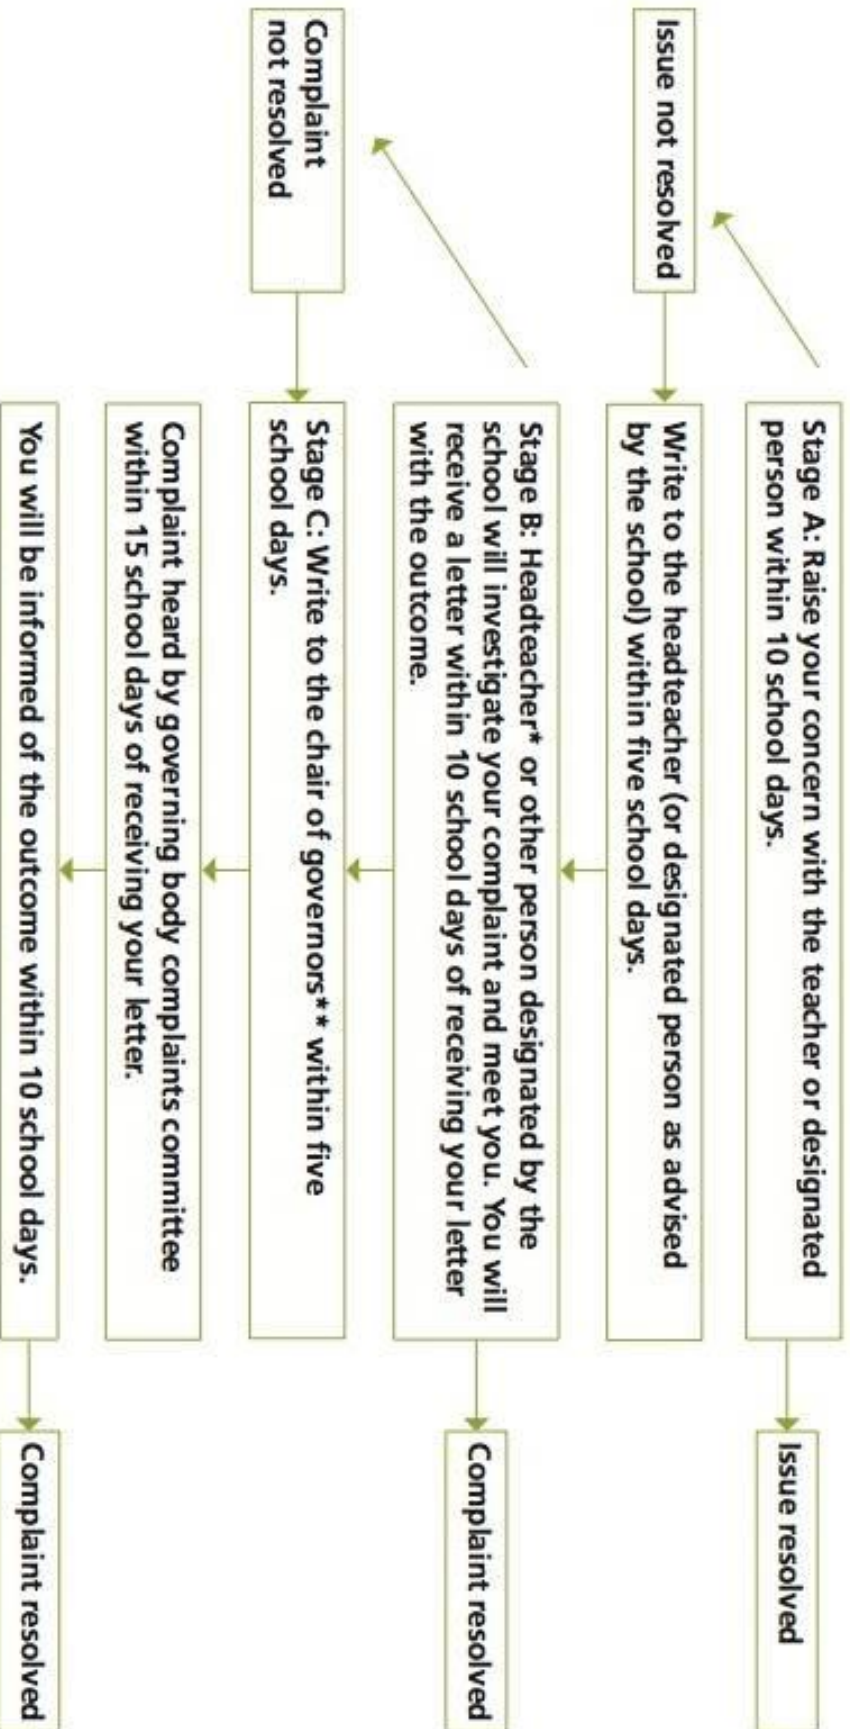 Stage A: Raise your concern with the teacher or designated
person within 10 school days.
Issue resolved
Issue not resolved
Write to the headteacher (or designated person as advised
by the school) within five school days.
Stage B: Headteacher* or other person designated by the
school will investigate your complaint and meet you. You will
receive a letter within 10 school days of receiving your letter
with the outcome.
Complaint resolved
Complaint
not resolved
Stage C: Write to the chair of governors** within five
school days.
Complaint heard by governing body complaints committee
within 15 school days of receiving your letter.
You will be informed of the outcome within 10 school days.
Complaint resolved